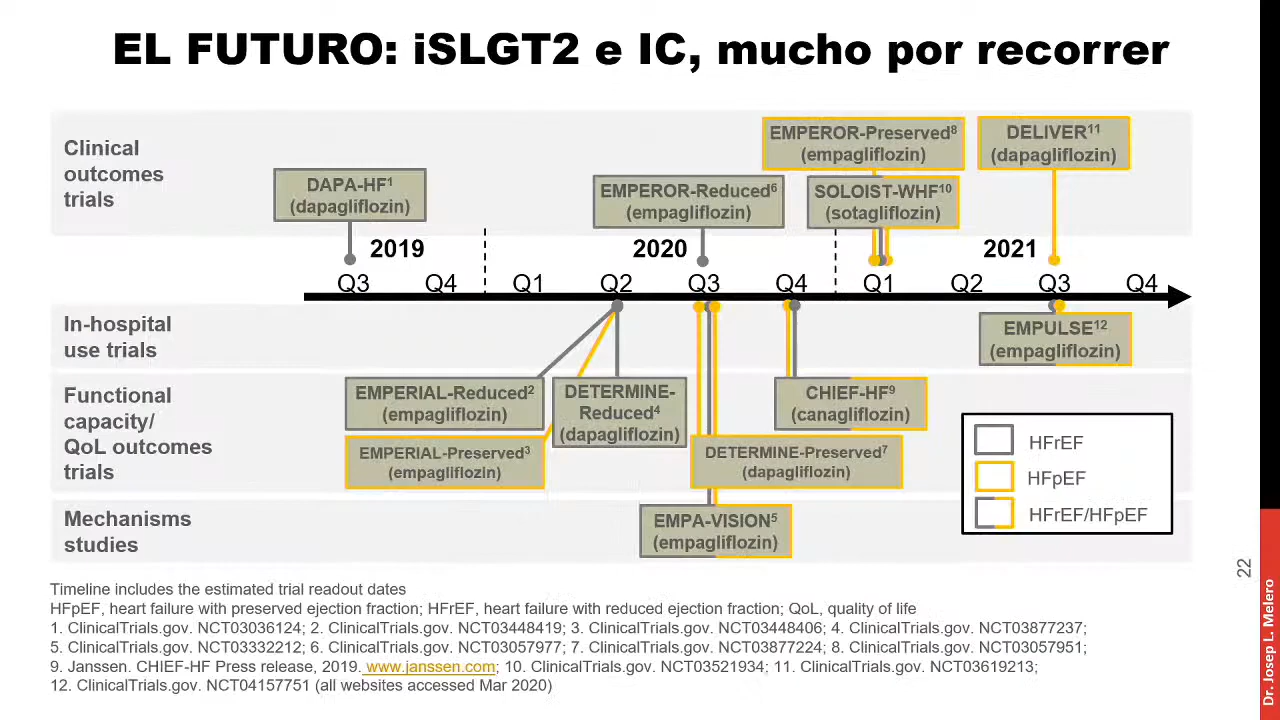 EL FUTURO: iSLGT2 e IC, mucho por recorrer
Clinical
outcomes
trials
DAPA-HF1
(dapagliflozin)
EMPEROR-Reduced6
(empagliflozin)
EMPEROR-Preserved8
(empagliflozin)
SOLOIST-WHF10
(sotagliflozin)
DELIVER11
(dapagliflozin)
2019
2020
2021
Q3 Q4 Q1 Q2 Q3 Q4 Q1 Q2 Q3 Q4
In-hospital
use trials
EMPULSE12
(empagliflozin)
Functional
capacity/
QoL outcomes
trials
EMPERIAL-Reduced2
(empagliflozin)
EMPERIAL-Preserved3
(empagliflozin)
DETERMINE-
Reduced4
(dapagliflozin)
DETERMINE-Preserved7
(dapagliflozin)
CHIEF-HF9
(canagliflozin)
Mechanisms
studies
EMPA-VISION5
(empagliflozin)
HFrEF
HFpEF
HFrEF/HFpEF
Timeline includes the estimated trial readout dates
HFpEF, heart failure with preserved ejection fraction; HFrEF, heart failure with reduced ejection fraction; QoL, quality of life
1. ClinicalTrials.gov. NCT03036124; 2. ClinicalTrials.gov. NCT03448419; 3. ClinicalTrials.gov. NCT03448406; 4. ClinicalTrials.gov. NCT03877237;
5. ClinicalTrials.gov. NCT03332212; 6. ClinicalTrials.gov. NCT03057977; 7. ClinicalTrials.gov. NCT03877224; 8. ClinicalTrials.gov. NCT03057951;
9. Janssen. CHIEF-HF Press release, 2019. www.janssen.com; 10. ClinicalTrials.gov. NCT03521934; 11. ClinicalTrials.gov. NCT03619213;
12. ClinicalTrials.gov. NCT04157751 (all websites accessed Mar 2020)
22
Dr. Josep L. Melero